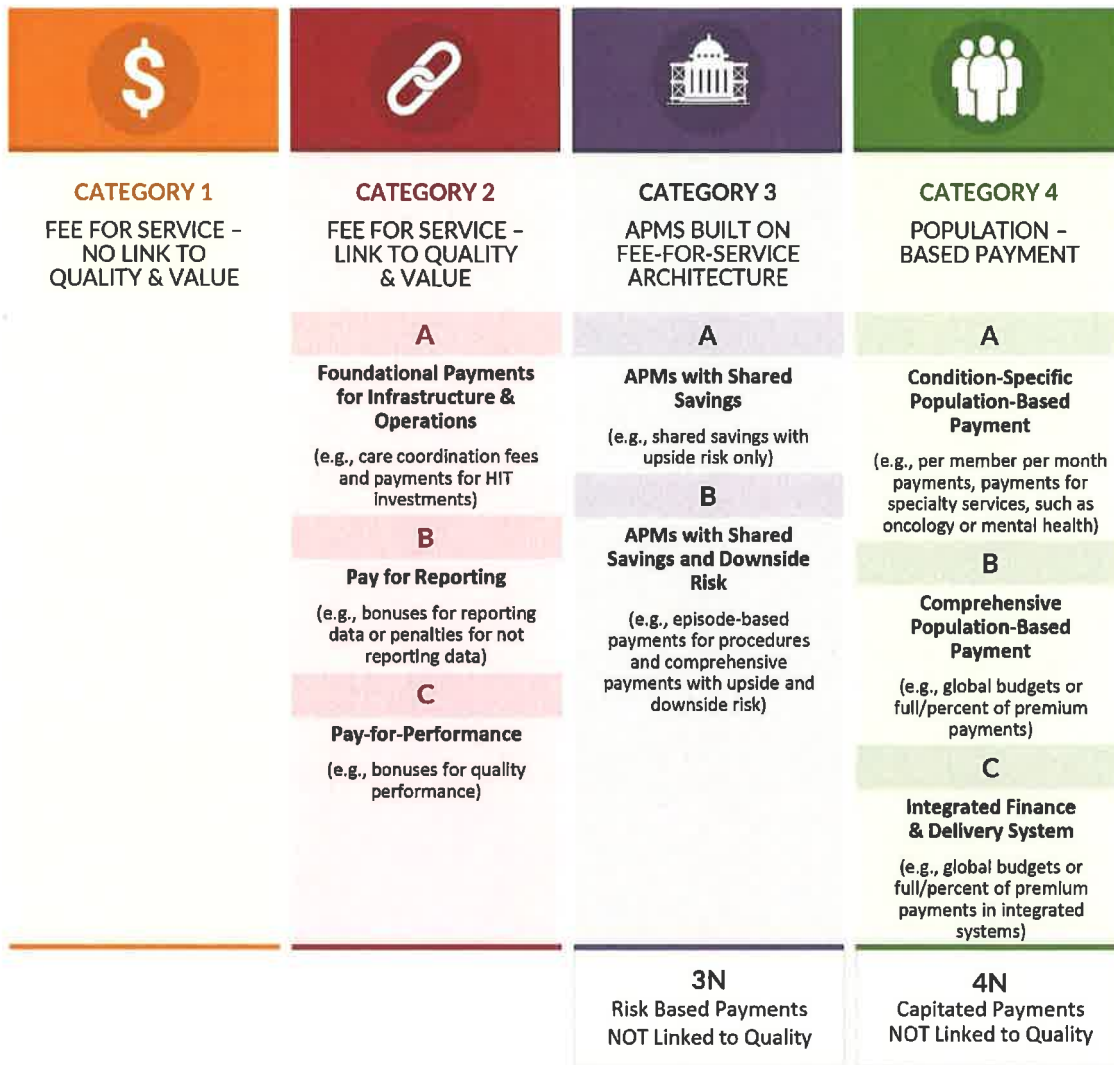 $
CATEGORY 1
FEE FOR SERVICE –
NO LINK TO
QUALITY & VALUE
CATEGORY 2
FEE FOR SERVICE –
LINK TO QUALITY
& VALUE
A
Foundational Payments
for Infrastructure &
Operations
(e.g., care coordination fees
and payments for HIT
investments)
B
Pay for Reporting
(e.g., bonuses for reporting
data or penalties for not
reporting data)
C
Pay-for-Performance
(e.g., bonuses for quality
performance)
CATEGORY 3
APMS BUILT ON
FEE-FOR-SERVICE
ARCHITECTURE
A
APMs with Shared
Savings
(e.g., shared savings with
upside risk only)
B
APMs with Shared
Savings and Downside
Risk
(e.g., episode-based
payments for procedures
and comprehensive
payments with upside and
downside risk)
3N
Risk Based Payments
NOT Linked to Quality
CATEGORY 4
POPULATION –
BASED PAYMENT
A
Condition-Specific
Population-Based
Payment
(e.g., per member per month
payments, payments for
specialty services, such as
oncology or mental health)
B
Comprehensive
Population-Based
Payment
(e.g., global budgets or
full/percent of premium
payments)
C
Integrated Finance
& Delivery System
(e.g., global budgets or
full/percent of premium
payments in integrated
systems)
4N
Capitated Payments
NOT Linked to Quality